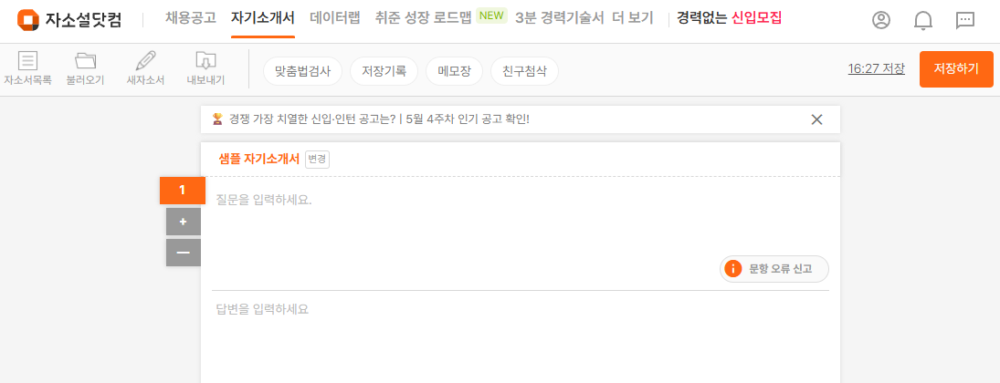 자소설닷컴 채용공고 자기소개서 데이터랩 취준 성장 로드맵 NEW 3분 경력기술서 더 보기 경력없는 신입모집
자소서목록 불러오기 새자소서 내보내기 맞춤법검사 저장기록 메모장 친구첨삭 16:27 저장 저장하기
경쟁 가장 치열한 신입·인턴 공고는? | 5월 4주차 인기 공고 확인!
샘플 자기소개서 변경
1
질문을 입력하세요.
+
—
문항 오류 신고
답변을 입력하세요